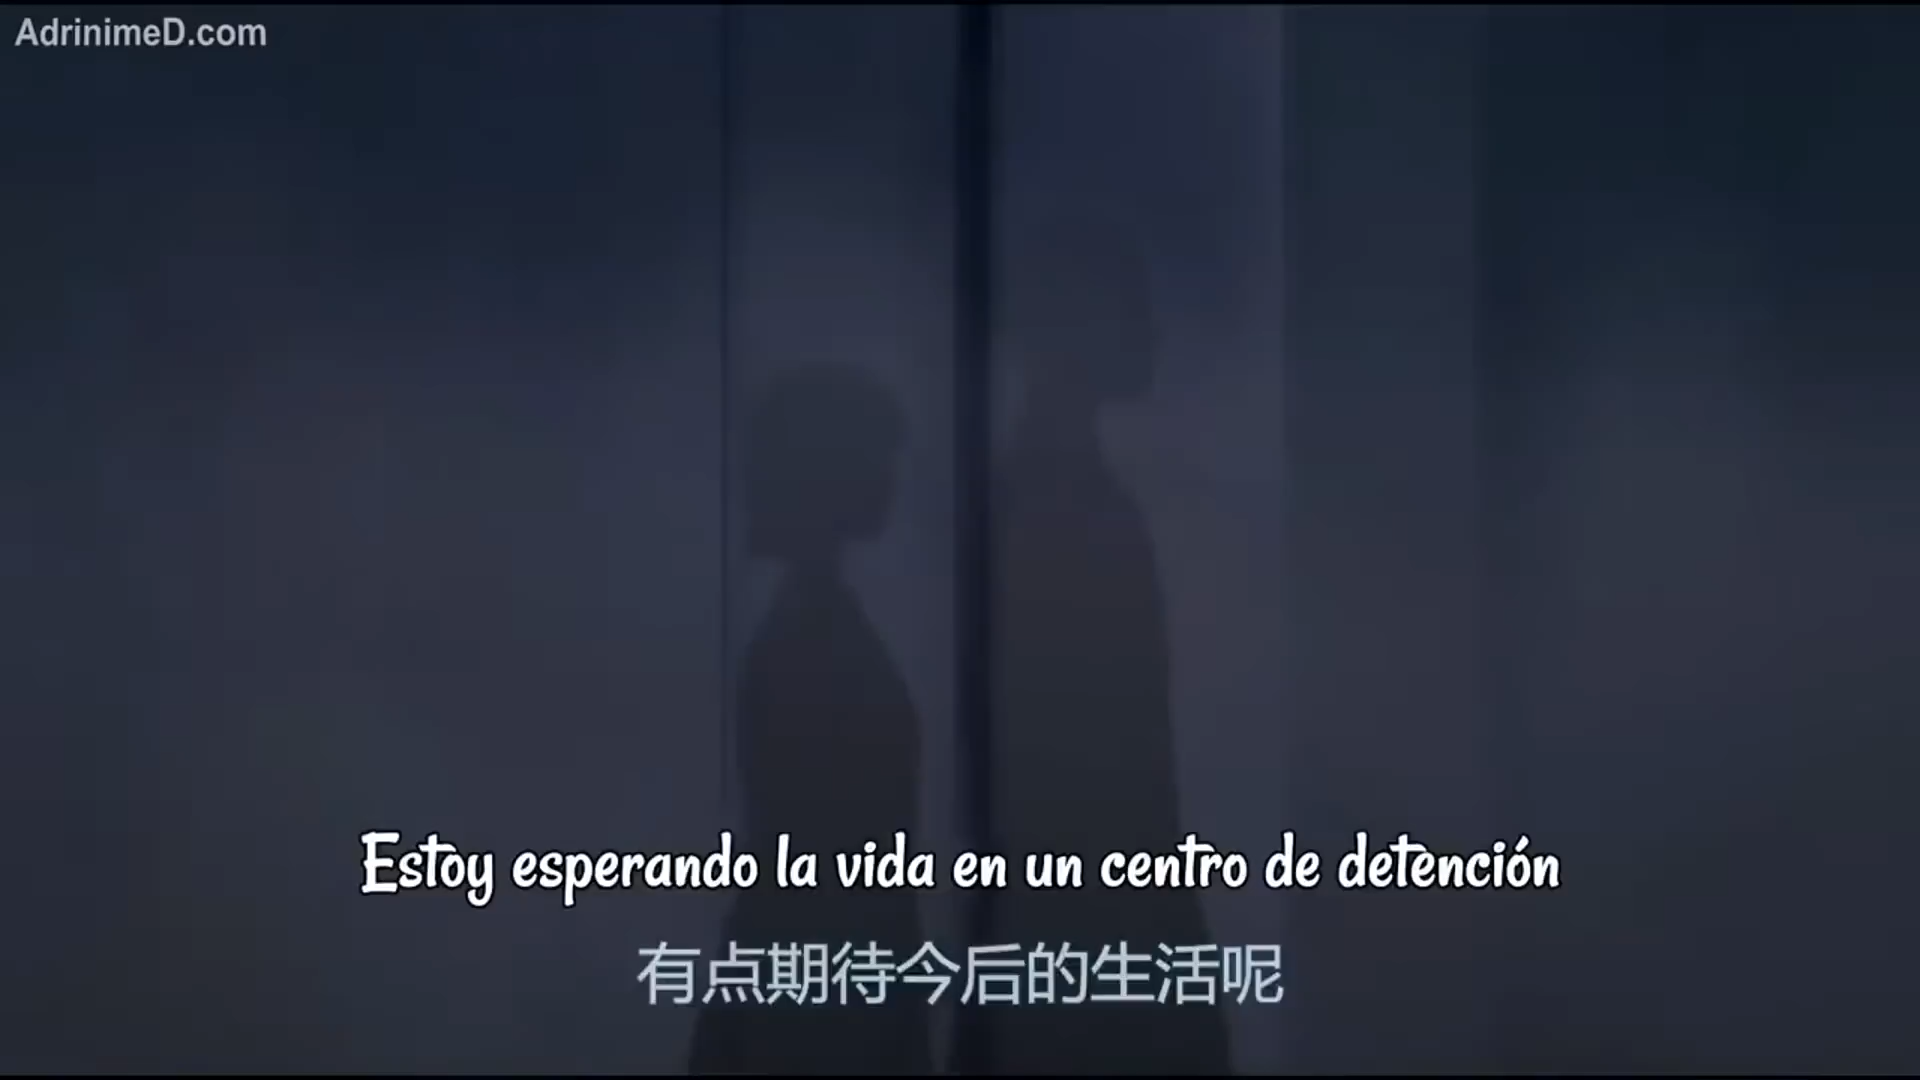 AdrinimeD.com
Estoy esperando la vida en un centro de detención
有点期待今后的生活呢